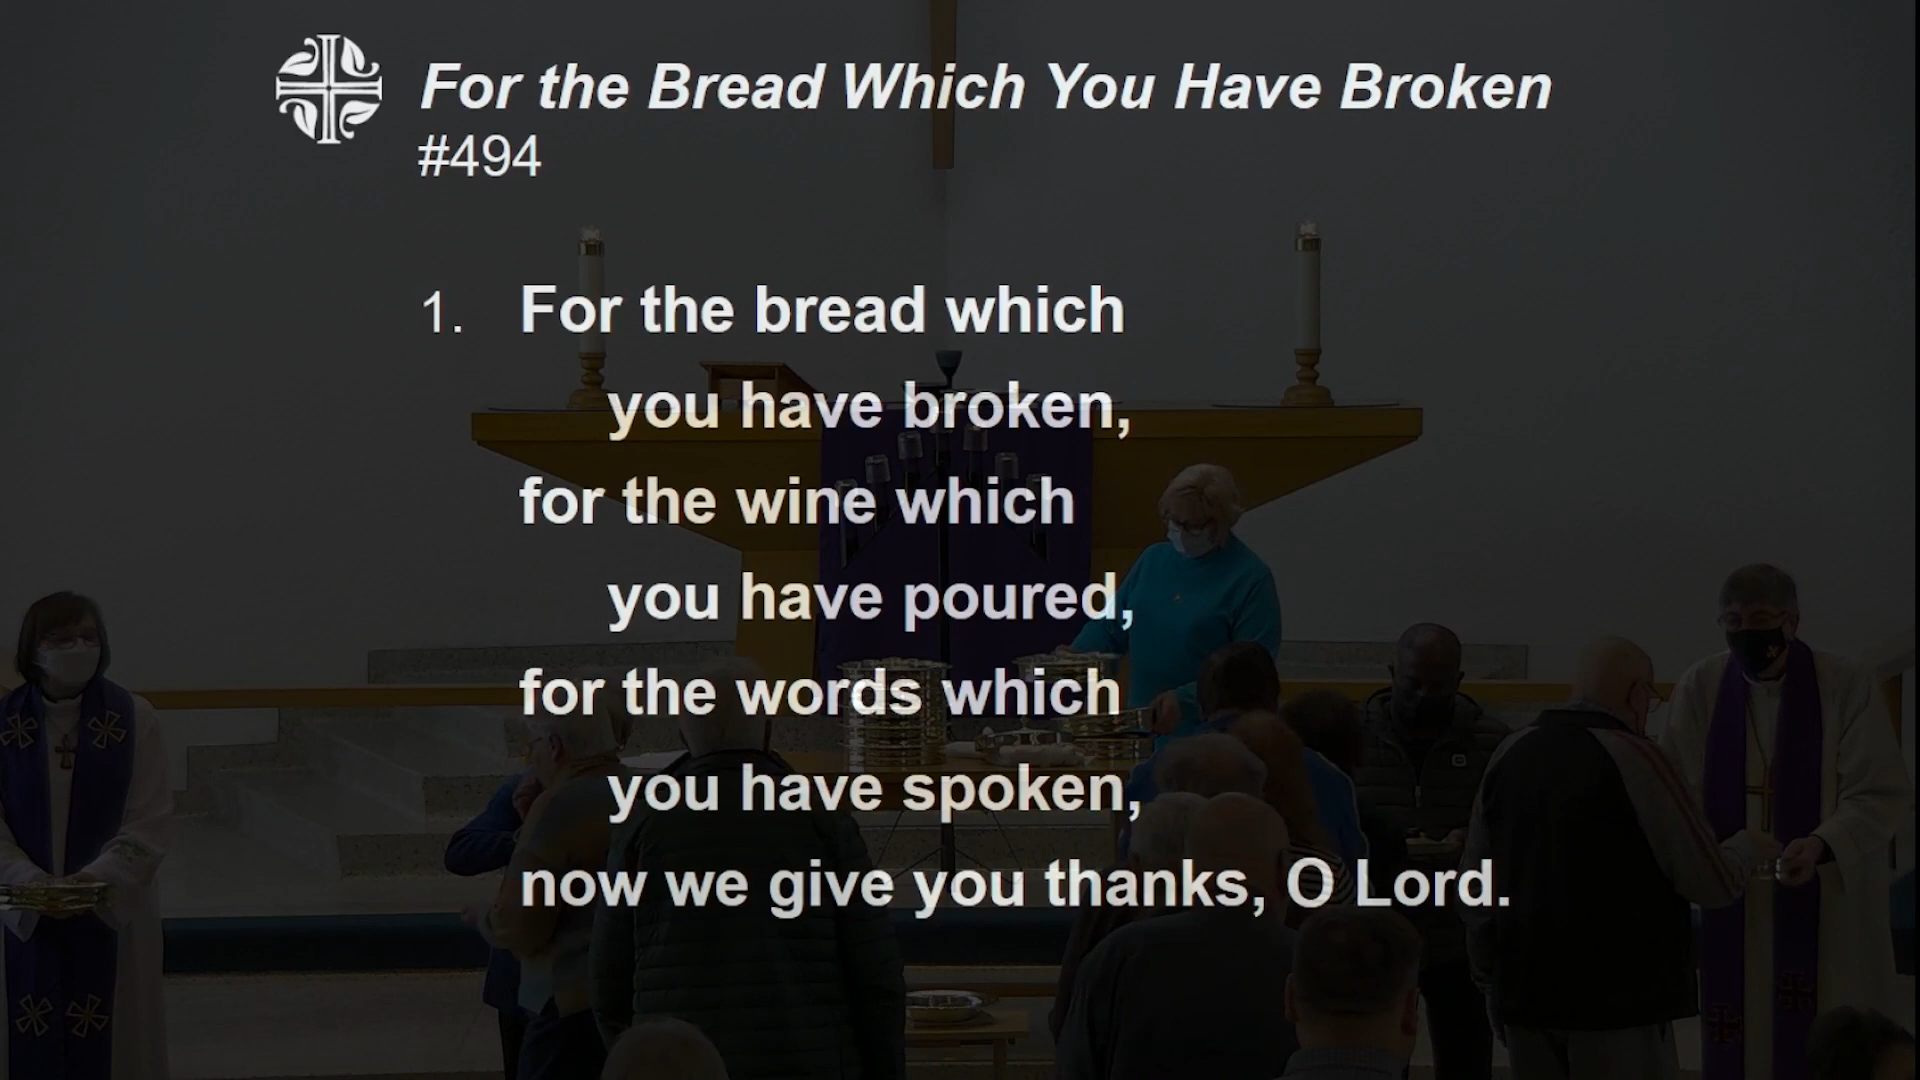 For the Bread Which You Have Broken
#494
1. For the bread which
you have broken,
for the wine which
you have poured,
for the words which
you have spoken,
now we give you thanks, O Lord.